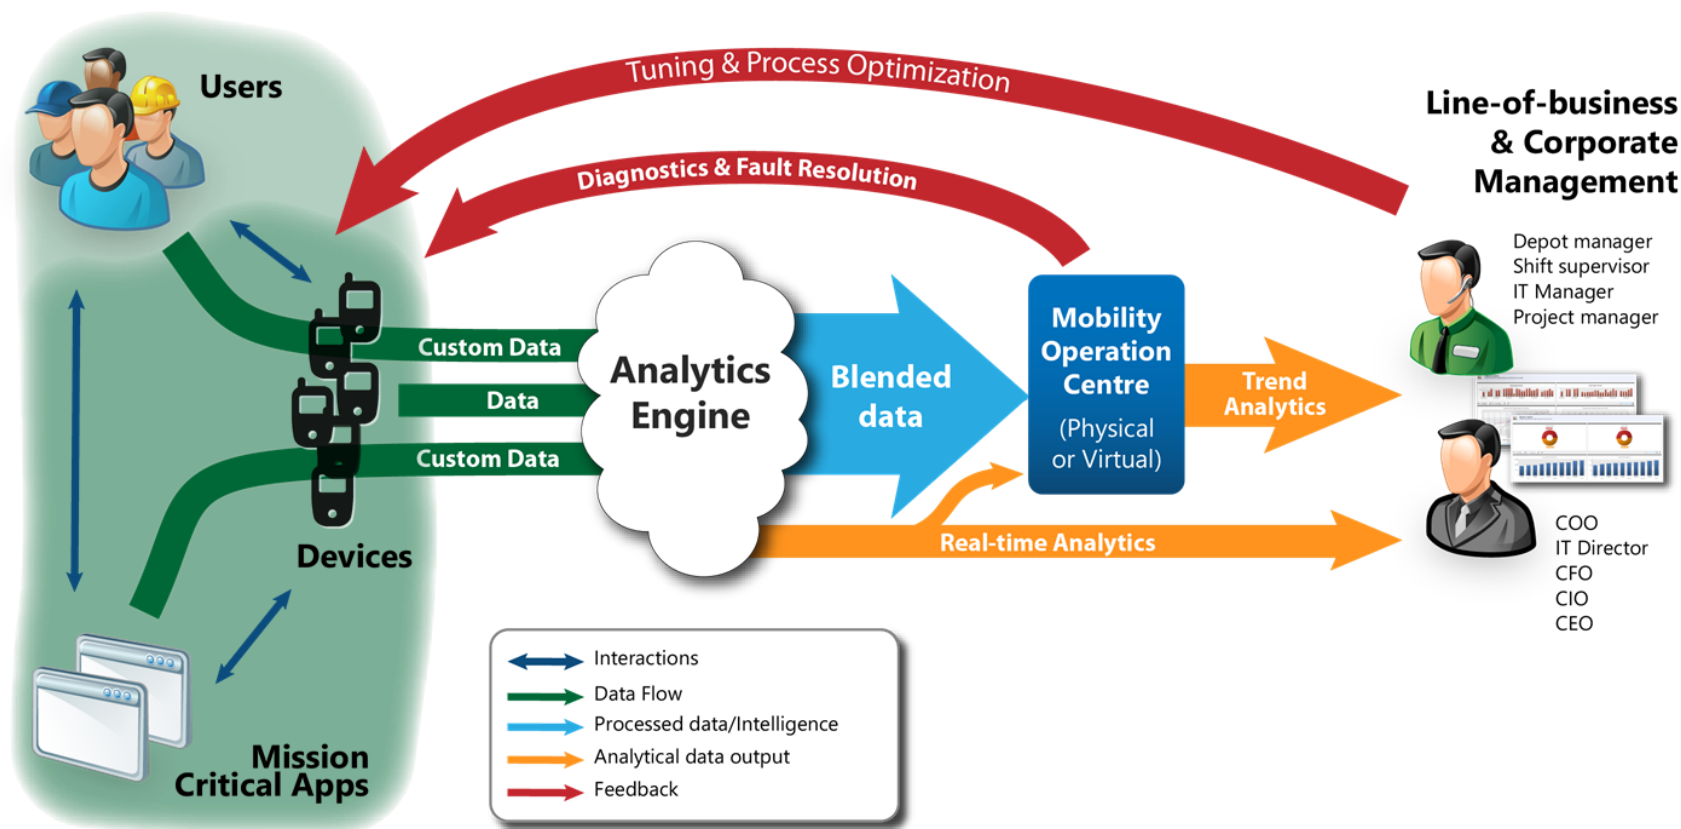 Users
Tuning & Process Optimization
Diagnostics & Fault Resolution
Line-of-business
& Corporate
Management
Depot manager
Shift supervisor
IT Manager
Project manager
Custom Data
Data
Custom Data
Devices
Analytics
Engine
Blended
data
Mobility
Operation
Centre
(Physical
or Virtual)
Trend
Analytics
Real-time Analytics
COO
IT Director
CFO
CIO
CEO
Mission
Critical Apps
Interactions
Data Flow
Processed data/Intelligence
Analytical data output
Feedback